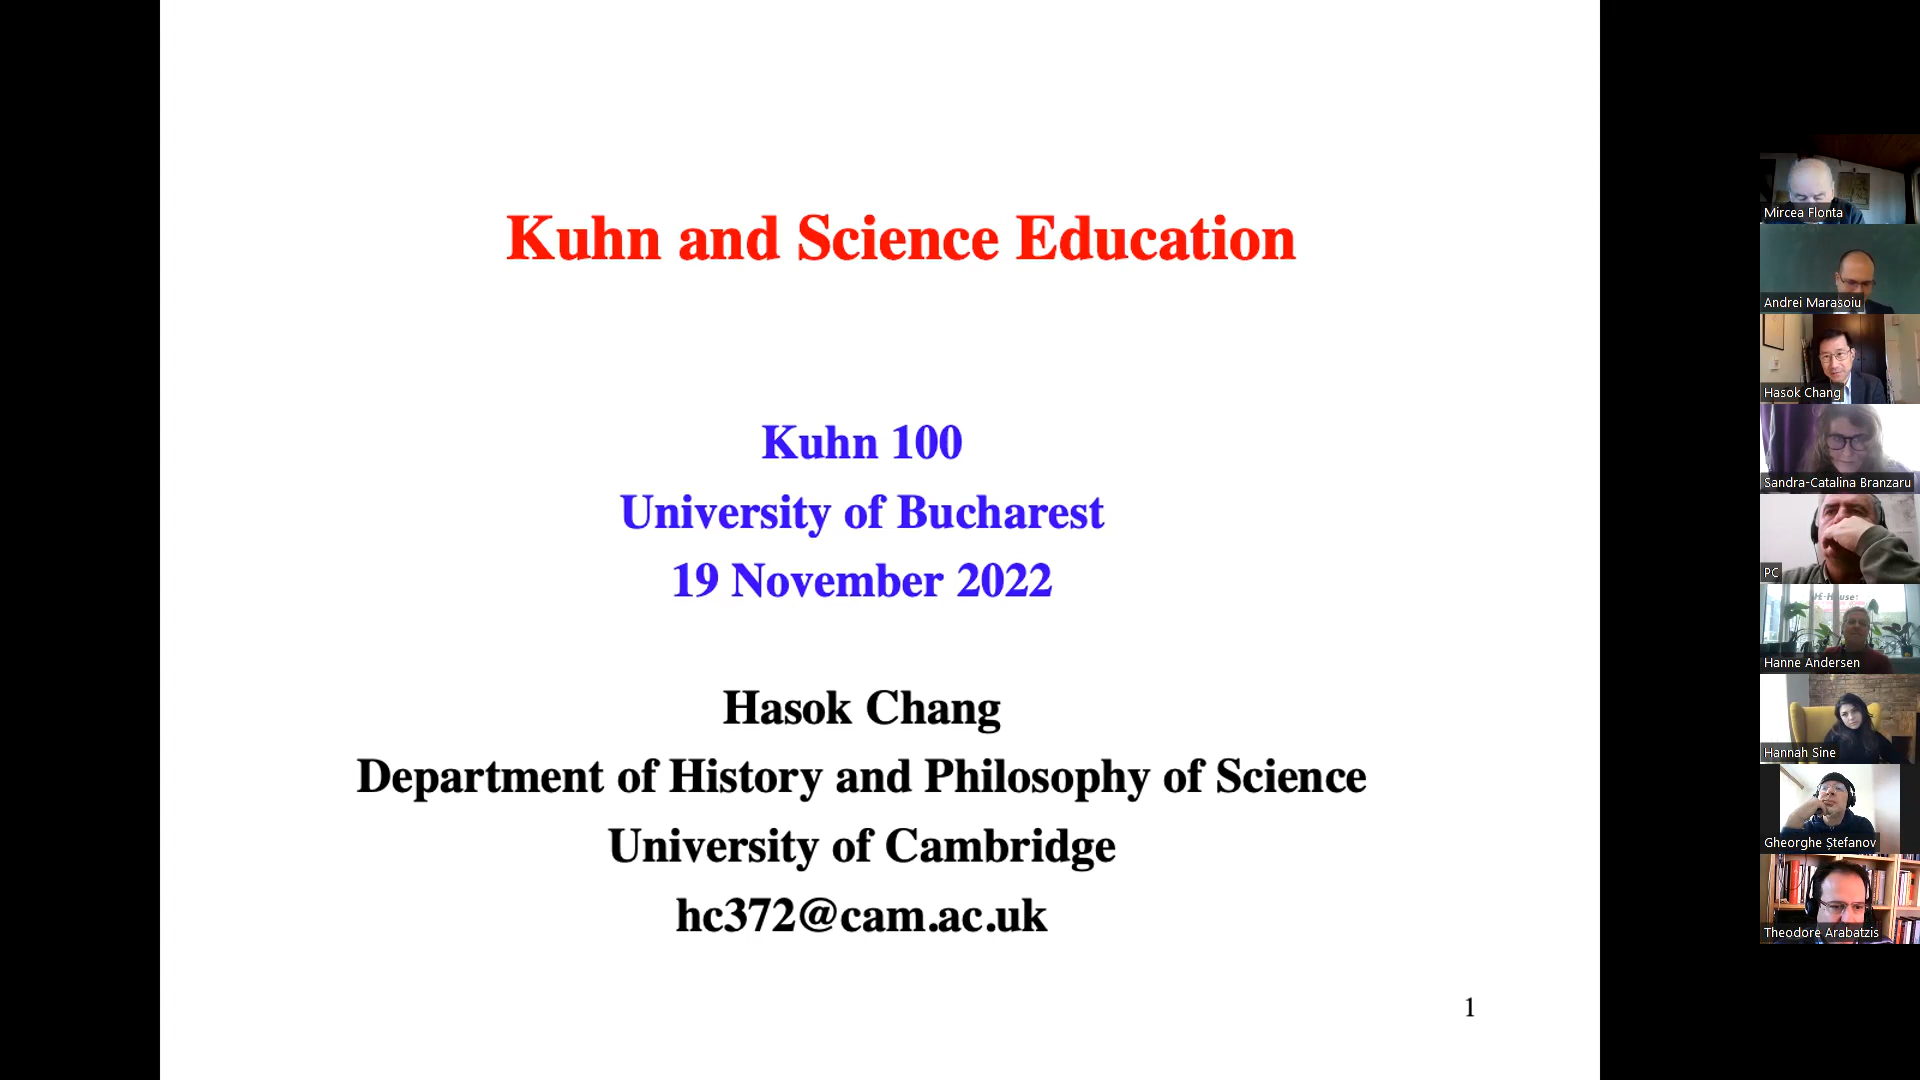 Kuhn and Science Education
Kuhn 100
University of Bucharest
19 November 2022
Hasok Chang
Department of History and Philosophy of Science
University of Cambridge
hc372@cam.ac.uk
1
Mircea Flonta
Andrei Marasoiu
Hasok Chang
Sandra-Catalina Branzaru
PC
Hanne Andersen
Hannah Sine
Gheorghe Ștefanov
Theodore Arabatzis